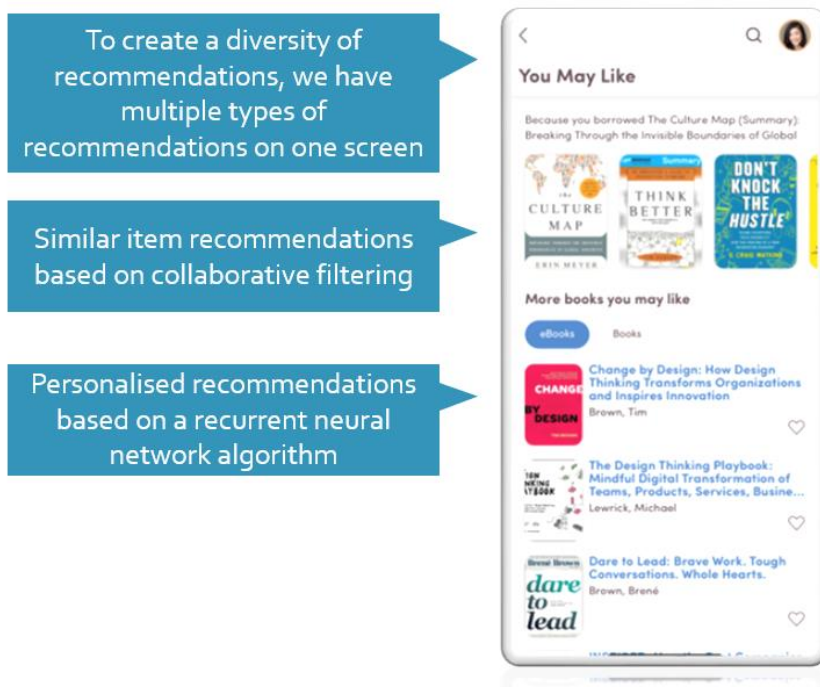 To create a diversity of
recommendations, we have
multiple types of
recommendations on one screen
Similar item recommendations
based on collaborative filtering
Personalised recommendations
based on a recurrent neural
network algorithm
You May Like
Because you borrowed The Culture Map (Summary):
Breaking Through the Invisible Boundaries of Global
the
CULTURE
MAP
ERIN MEYER
Summary
THINK
BETTER
DON'T
KNOCK
THE
HUSTLE
S. CRAIG WATKINS
More books you may like
eBooks
Books
CHANGE
BY
DESIGN
Change by Design: How Design
Thinking Transforms Organizations
and Inspires Innovation
Brown, Tim
The Design Thinking Playbook:
Mindful Digital Transformation of
Teams, Products, Services, Busine...
Lewrick, Michael
Brené Brown
dare
to
lead
Dare to Lead: Brave Work. Tough
Conversations. Whole Hearts.
Brown, Brené